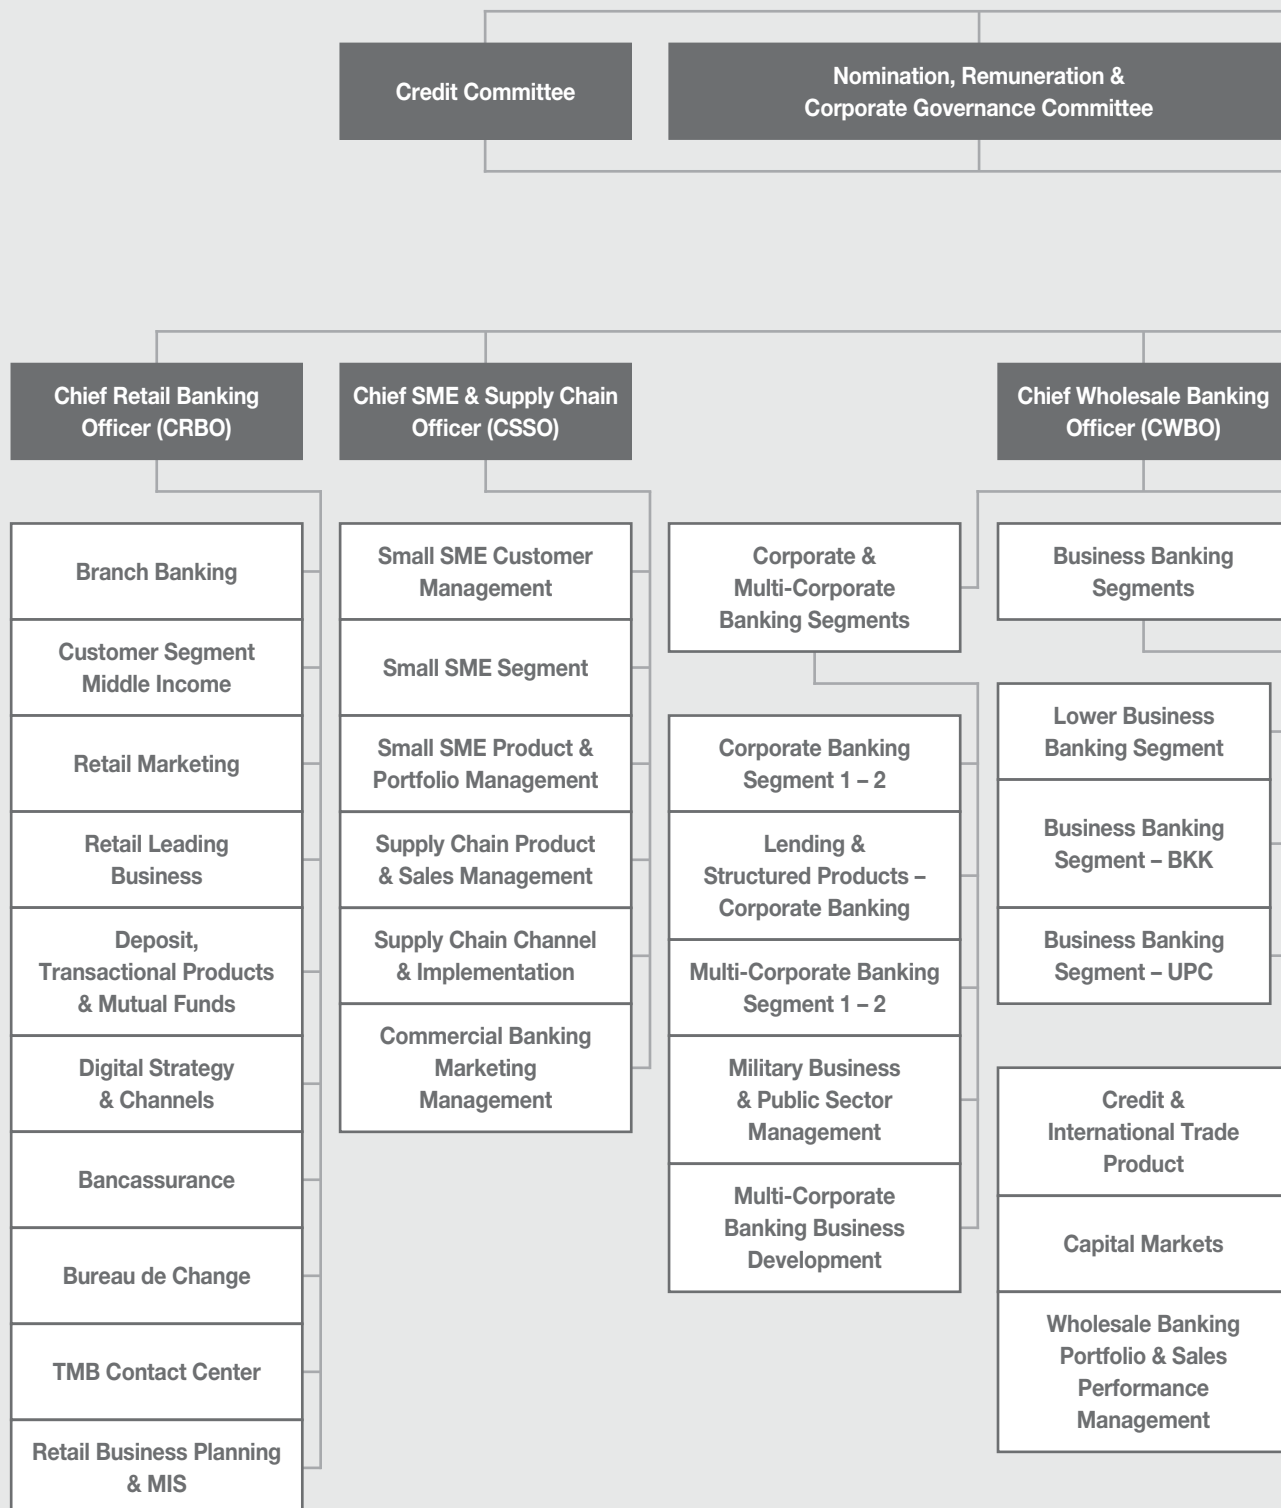 Credit Committee
Nomination, Remuneration &
Corporate Governance Committee
Chief Retail Banking
Officer (CRBO)
Chief SME & Supply Chain
Officer (CSSO)
Chief Wholesale Banking
Officer (CWBO)
Branch Banking
Customer Segment
Middle Income
Retail Marketing
Retail Leading
Business
Deposit,
Transactional Products
& Mutual Funds
Digital Strategy
& Channels
Bancassurance
Bureau de Change
TMB Contact Center
Retail Business Planning
& MIS
Small SME Customer
Management
Small SME Segment
Small SME Product &
Portfolio Management
Supply Chain Product
& Sales Management
Supply Chain Channel
& Implementation
Commercial Banking
Marketing
Management
Corporate &
Multi-Corporate
Banking Segments
Corporate Banking
Segment 1 – 2
Lending &
Structured Products –
Corporate Banking
Multi-Corporate Banking
Segment 1 – 2
Military Business
& Public Sector
Management
Multi-Corporate
Banking Business
Development
Business Banking
Segments
Lower Business
Banking Segment
Business Banking
Segment – BKK
Business Banking
Segment – UPC
Credit &
International Trade
Product
Capital Markets
Wholesale Banking
Portfolio & Sales
Performance
Management